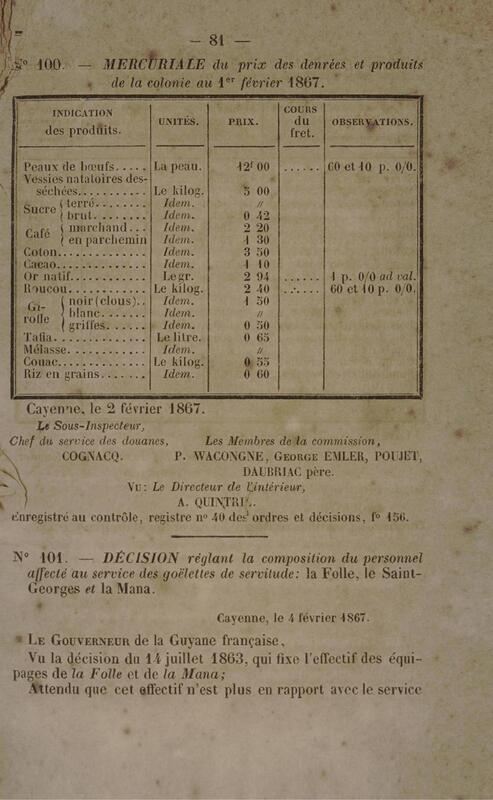 — 81 —
N° 100. — MERCURIALE du prix des denrées et produits
de la colonie au 1er février 1867.
INDICATION des produits. | UNITÉS. | PRIX. | COURS du fret. | OBSERVATIONS.
Peaux de bœufs..... | La peau. | 12f 00 | ...... | 60 et 10 p. 0/0.
Vessies natatoires des-
séchées........... | Le kilog. | 5 00
Sucre { terré....... | Idem. | //
{ brut........ | Idem. | 0 42
Café { marchand... | Idem. | 2 20
{ en parchemin | Idem. | 1 30
Coton............. | Idem. | 3 50
Cacao............. | Idem. | 1 10
Or natif........... | Le gr. | 2 94 | ...... | 1 p. 0/0 ad val.
Roucou............ | Le kilog. | 2 40 | ...... | 60 et 10 p. 0/0.
Gi-rofle { noir (clous).. | Idem. | 1 50
{ blanc....... | Idem. | //
{ griffes...... | Idem. | 0 50
Tafia.............. | Le litre. | 0 65
Mélasse............ | Idem. | //
Couac............. | Le kilog. | 0 55
Riz en grains....... | Idem. | 0 60
Cayenne, le 2 février 1867.
Le Sous-Inspecteur,
Chef du service des douanes, Les Membres de la commission,
COGNACQ. P. WACONGNE, GEORGE EMLER, POUJET,
DAUBRIAC père.
VU: Le Directeur de l'intérieur,
A. QUINTRI..
enregistré au contrôle, registre n° 40 des ordres et décisions, f° 156.
N° 101. — DÉCISION réglant la composition du personnel
affecté au service des goëlettes de servitude: la Folle, le Saint-
Georges et la Mana.
Cayenne, le 4 février 1867.
LE GOUVERNEUR de la Guyane française,
Vu la décision du 14 juillet 1863, qui fixe l'effectif des équi-
pages de la Folle et de la Mana;
Attendu que cet effectif n'est plus en rapport avec le service